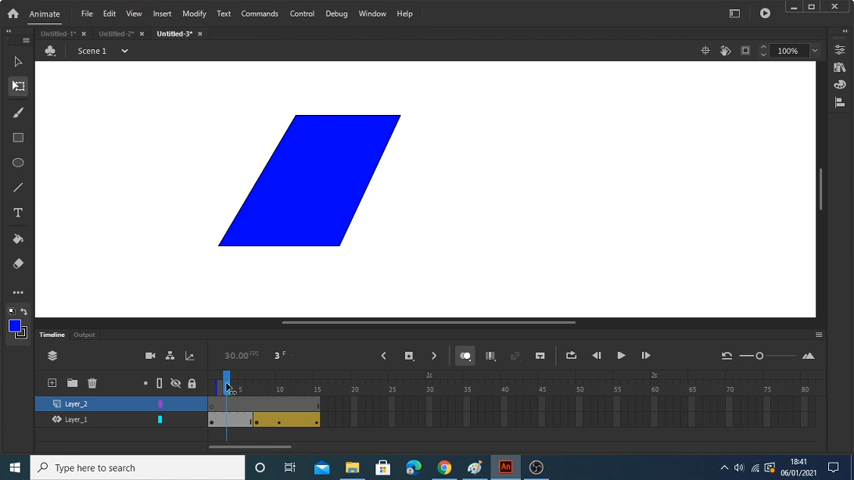 Animate File Edit View Insert Modify Text Commands Control Debug Window Help
Untitled-1* × Untitled-2* × Untitled-3* ×
Scene 1 100%
T
Timeline Output
30.00 FPS 3 F
1s 2s
5 10 15 20 25 30 35 40 45 50 55 60 65 70 75 80
Layer_2
Layer_1
Type here to search An 18:41
06/01/2021